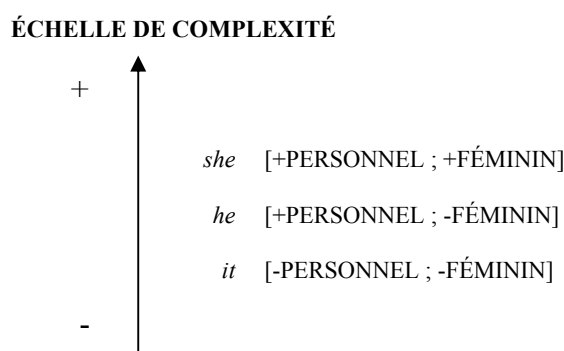 ÉCHELLE DE COMPLEXITÉ
+
she [+PERSONNEL ; +FÉMININ]
he [+PERSONNEL ; -FÉMININ]
it [-PERSONNEL ; -FÉMININ]
-